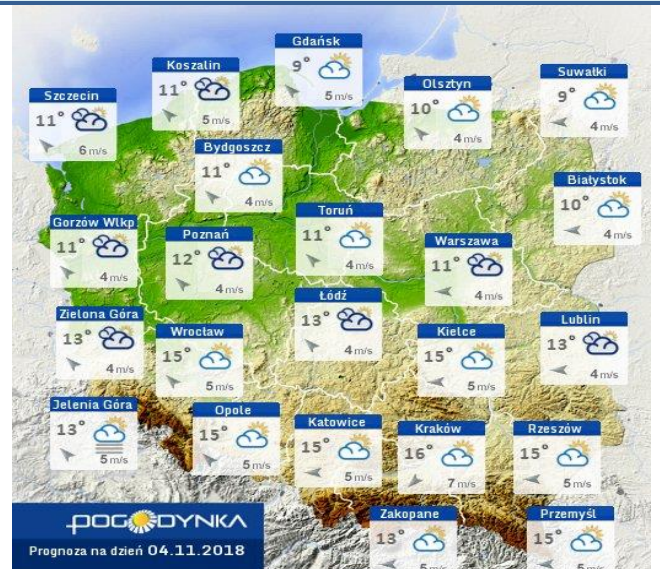 Gdańsk
9°
5 m/s
Koszalin
11°
5 m/s
Suwałki
9°
4 m/s
Olsztyn
10°
4 m/s
Szczecin
11°
6 m/s
Bydgoszcz
11°
4 m/s
Białystok
10°
4 m/s
Toruń
11°
4 m/s
Gorzów Wlkp
11°
4 m/s
Poznań
12°
4 m/s
Warszawa
11°
4 m/s
Łódź
13°
4 m/s
Zielona Góra
13°
4 m/s
Lublin
13°
4 m/s
Wrocław
15°
5 m/s
Kielce
15°
5 m/s
Jelenia Góra
13°
5 m/s
Opole
15°
5 m/s
Katowice
15°
5 m/s
Kraków
16°
7 m/s
Rzeszów
15°
5 m/s
Zakopane
13°
5 m/s
Przemyśl
15°
5 m/s
POGODYNKA
Prognoza na dzień 04.11.2018